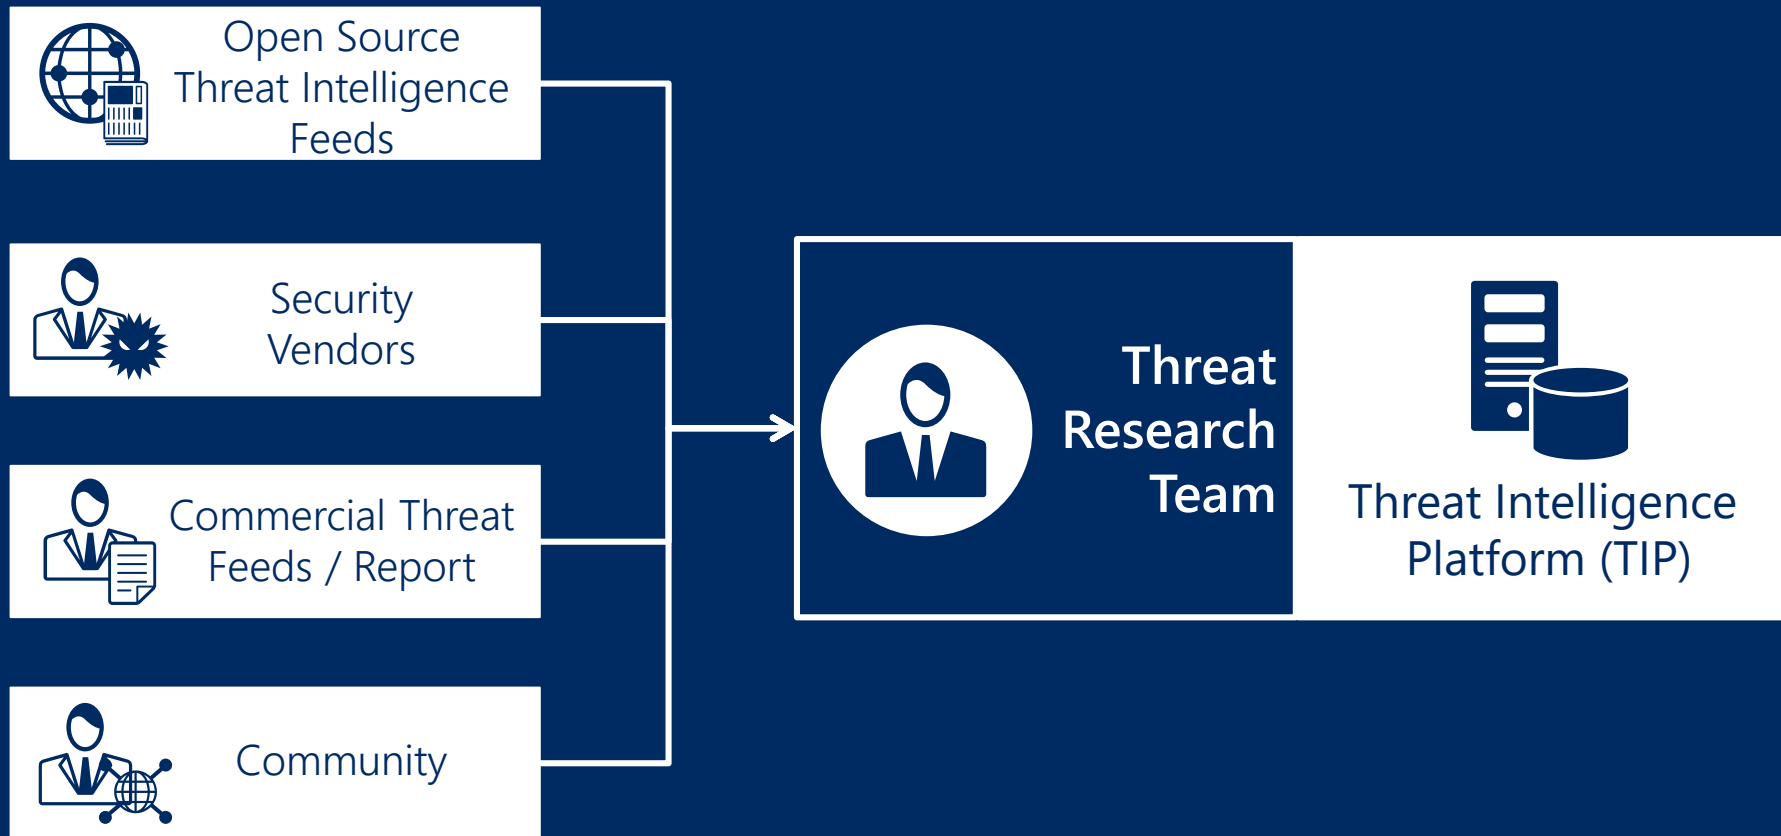 Open Source
Threat Intelligence
Feeds
Security
Vendors
Commercial Threat
Feeds / Report
Community
Threat
Research
Team
Threat Intelligence
Platform (TIP)